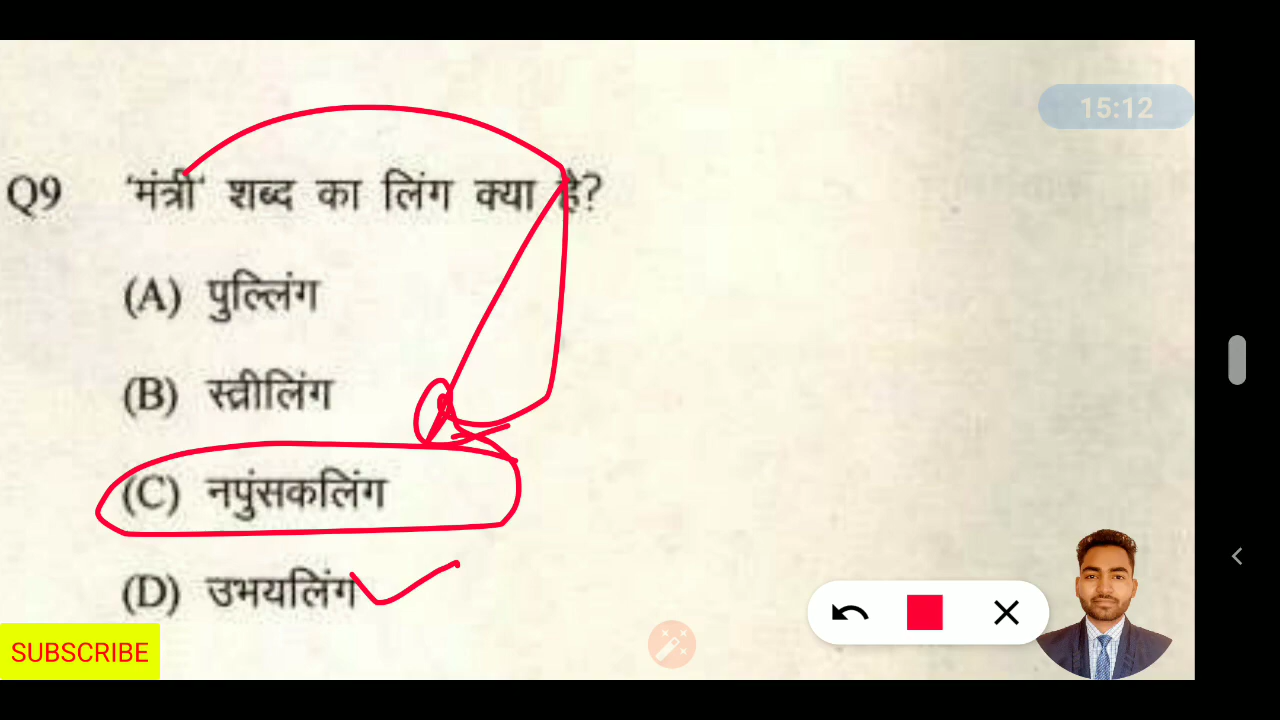 15:12
Q9 'मंत्री' शब्द का लिंग क्या है?
(A) पुल्लिंग
(B) स्त्रीलिंग
(C) नपुंसकलिंग
(D) उभयलिंग
SUBSCRIBE